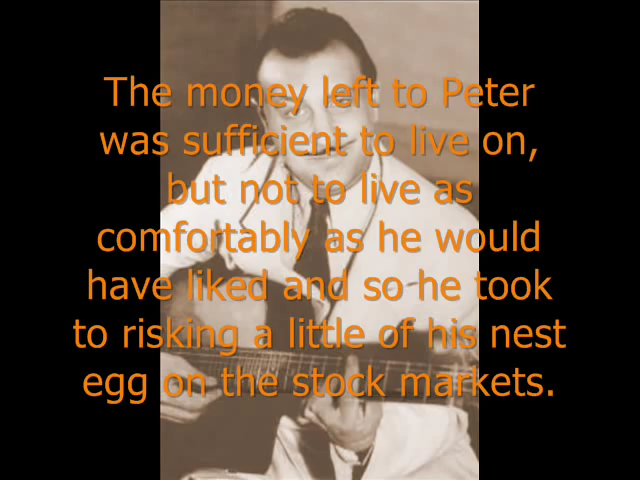 The money left to Peter
was sufficient to live on,
but not to live as
comfortably as he would
have liked and so he took
to risking a little of his nest
egg on the stock markets.